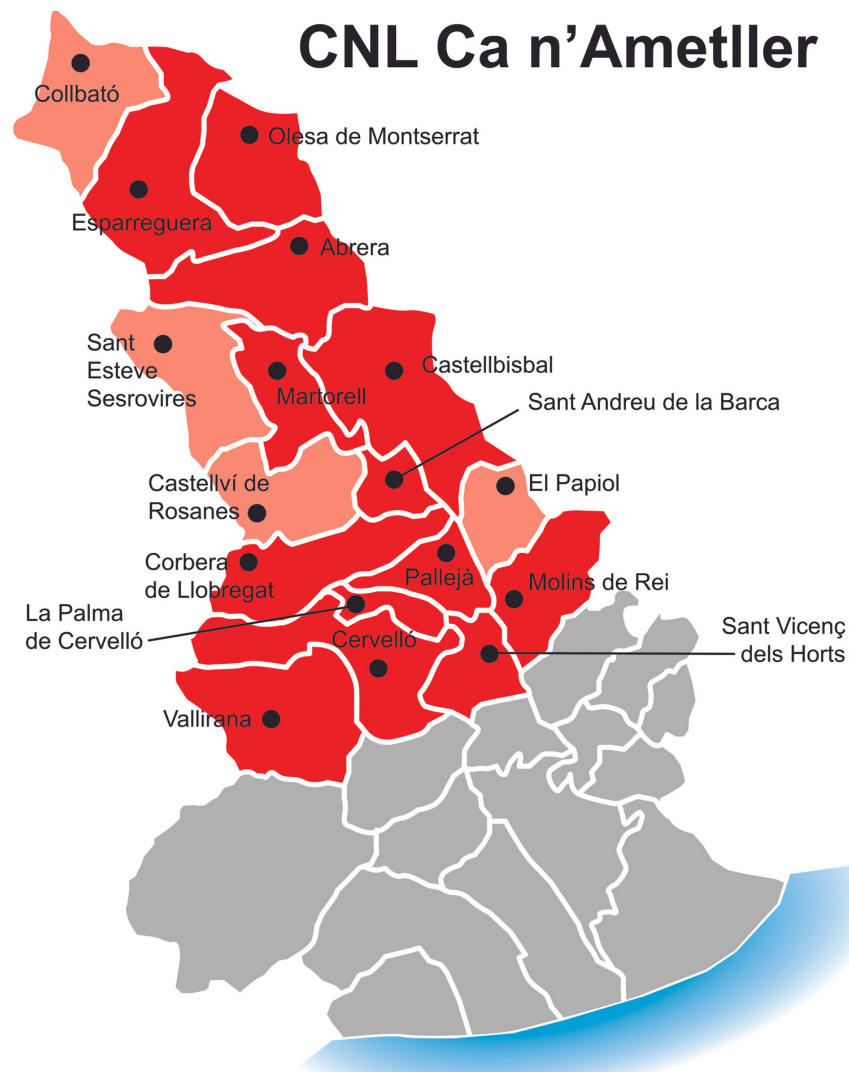 CNL Ca n’Ametller
Collbató
Olesa de Montserrat
Esparreguera
Abrera
Sant
Esteve
Sesrovires
Martorell
Castellbisbal
Sant Andreu de la Barca
Castellví de
Rosanes
El Papiol
Corbera
de Llobregat
Pallejà
Molins de Rei
La Palma
de Cervelló
Cervelló
Sant Vicenç
dels Horts
Vallirana